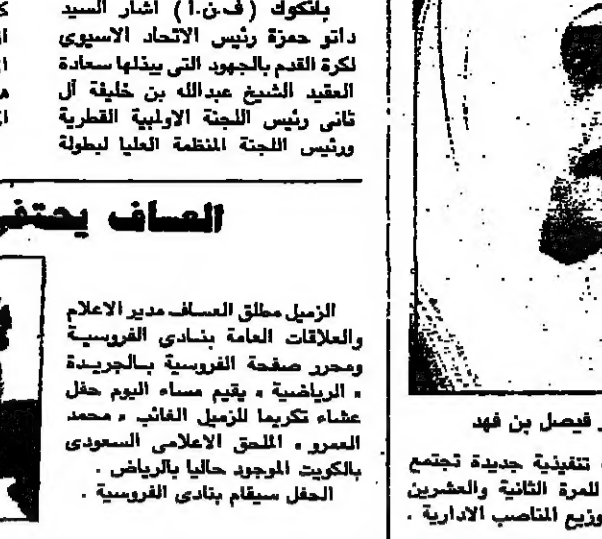 بانكوك ( ف.ن.أ ) أشار السيد
داتو حمزة رئيس الاتحاد الاسيوى
لكرة القدم بالجهود التى يبذلها سعادة
العقيد الشيخ عبدالله بن خليفة آل
ثانى رئيس اللجنة الاولمبية القطرية
ورئيس اللجنة المنظمة العليا لبطولة
العساف يحتفى
الزميل مطلق العساف مدير الاعلام
والعلاقات العامة بنادى الفروسية
ومحرر صفحة الفروسية بالجريدة
« الرياضية » يقيم مساء اليوم حفل
عشاء تكريما للزميل الغائب « محمد
العمرو » الملحق الاعلامى السعودى
بالكويت الموجود حاليا بالرياض .
الحفل سيقام بنادى الفروسية .
فيصل بن فهد
تنفيذية جديدة تجتمع
للمرة الثانية والعشرين
وزيع المناصب الادارية .